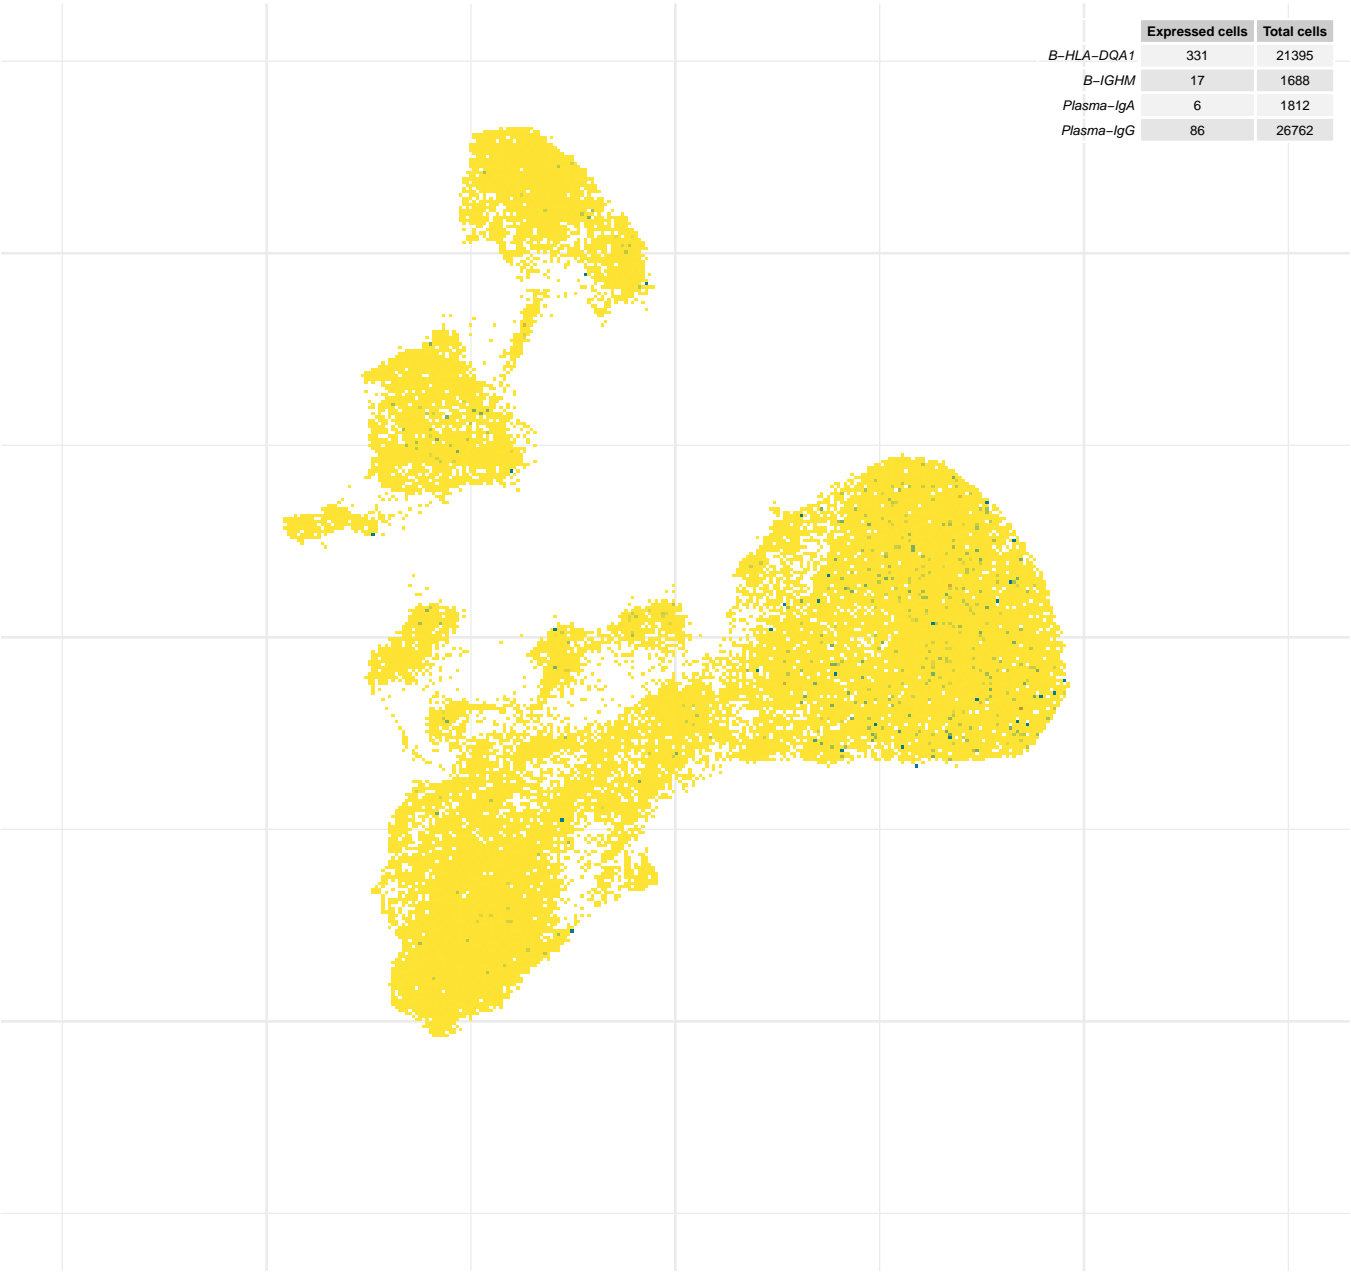 Expressed cells Total cells
B−HLA−DQA1 331 21395
B−IGHM 17 1688
Plasma−IgA 6 1812
Plasma−IgG 86 26762